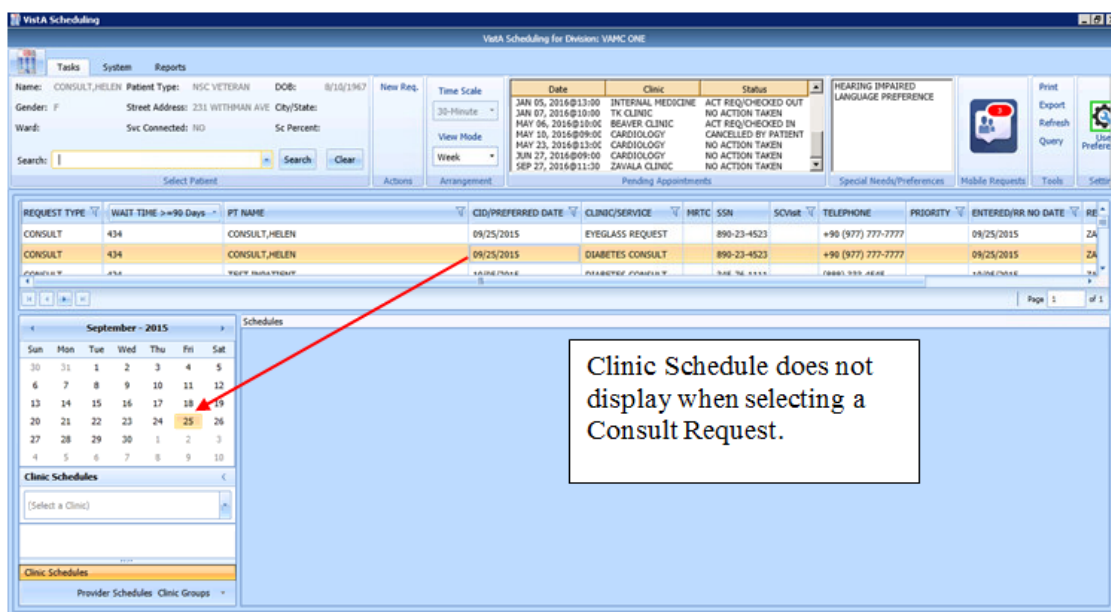 VistA Scheduling
VistA Scheduling for Division: VAMC ONE
Tasks System Reports
Name: CONSULT,HELEN Patient Type: NSC VETERAN DOB: 8/10/1967
Gender: F Street Address: 231 WITHMAN AVE City/State:
Ward: Svc Connected: NO Sc Percent:
Search: Search Clear
Select Patient
New Req.
Actions
Time Scale
30-Minute
View Mode
Week
Arrangement
Date Clinic Status
JAN 05, 2016@13:00 INTERNAL MEDICINE ACT REQ/CHECKED OUT
JAN 07, 2016@10:00 TK CLINIC NO ACTION TAKEN
MAY 06, 2016@10:00 BEAVER CLINIC ACT REQ/CHECKED IN
MAY 10, 2016@09:00 CARDIOLOGY CANCELLED BY PATIENT
MAY 23, 2016@13:00 CARDIOLOGY NO ACTION TAKEN
JUN 27, 2016@09:00 CARDIOLOGY NO ACTION TAKEN
SEP 27, 2016@11:30 ZAVALA CLINIC NO ACTION TAKEN
Pending Appointments
HEARING IMPAIRED
LANGUAGE PREFERENCE
Special Needs/Preferences
3
Mobile Requests
Print
Export
Refresh
Query
Tools
Use
Prefere
Settin
REQUEST TYPE WAIT TIME >=90 Days PT NAME CID/PREFERRED DATE CLINIC/SERVICE MRTC SSN SCVisit TELEPHONE PRIORITY ENTERED/RR NO DATE RE
CONSULT 434 CONSULT,HELEN 09/25/2015 EYEGLASS REQUEST 890-23-4523 +90 (977) 777-7777 09/25/2015 ZA
CONSULT 434 CONSULT,HELEN 09/25/2015 DIABETES CONSULT 890-23-4523 +90 (977) 777-7777 09/25/2015 ZA
Page 1 of 1
September - 2015
Sun Mon Tue Wed Thu Fri Sat
30 31 1 2 3 4 5
6 7 8 9 10 11 12
13 14 15 16 17 18 19
20 21 22 23 24 25 26
27 28 29 30 1 2 3
4 5 6 7 8 9 10
Clinic Schedules
(Select a Clinic)
Clinic Schedules
Provider Schedules Clinic Groups
Schedules
Clinic Schedule does not
display when selecting a
Consult Request.